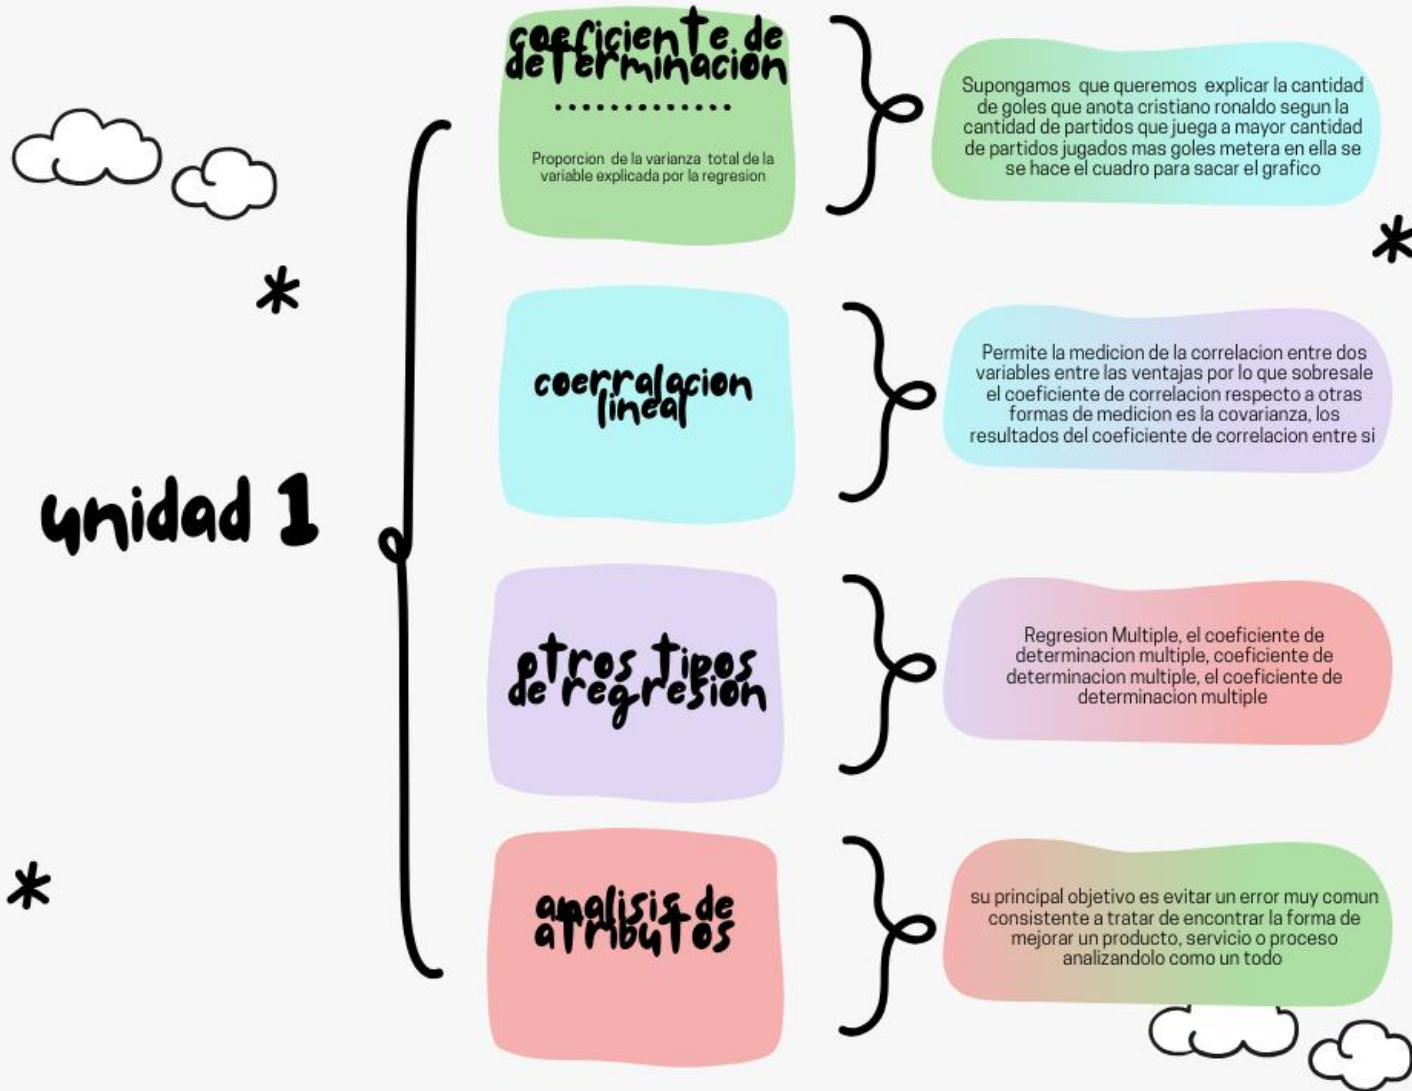 unidad 1
coeficiente de
determinacion
Proporcion de la varianza total de la
variable explicada por la regresion
Supongamos que queremos explicar la cantidad
de goles que anota cristiano ronaldo segun la
cantidad de partidos que juega a mayor cantidad
de partidos jugados mas goles metera en ella se
se hace el cuadro para sacar el grafico
coerralacion
lineal
Permite la medicion de la correlacion entre dos
variables entre las ventajas por lo que sobresale
el coeficiente de correlacion respecto a otras
formas de medicion es la covarianza, los
resultados del coeficiente de correlacion entre si
otros tipos
de regresion
Regresion Multiple, el coeficiente de
determinacion multiple, coeficiente de
determinacion multiple, el coeficiente de
determinacion multiple
analisis de
atributos
su principal objetivo es evitar un error muy comun
consistente a tratar de encontrar la forma de
mejorar un producto, servicio o proceso
analizandolo como un todo